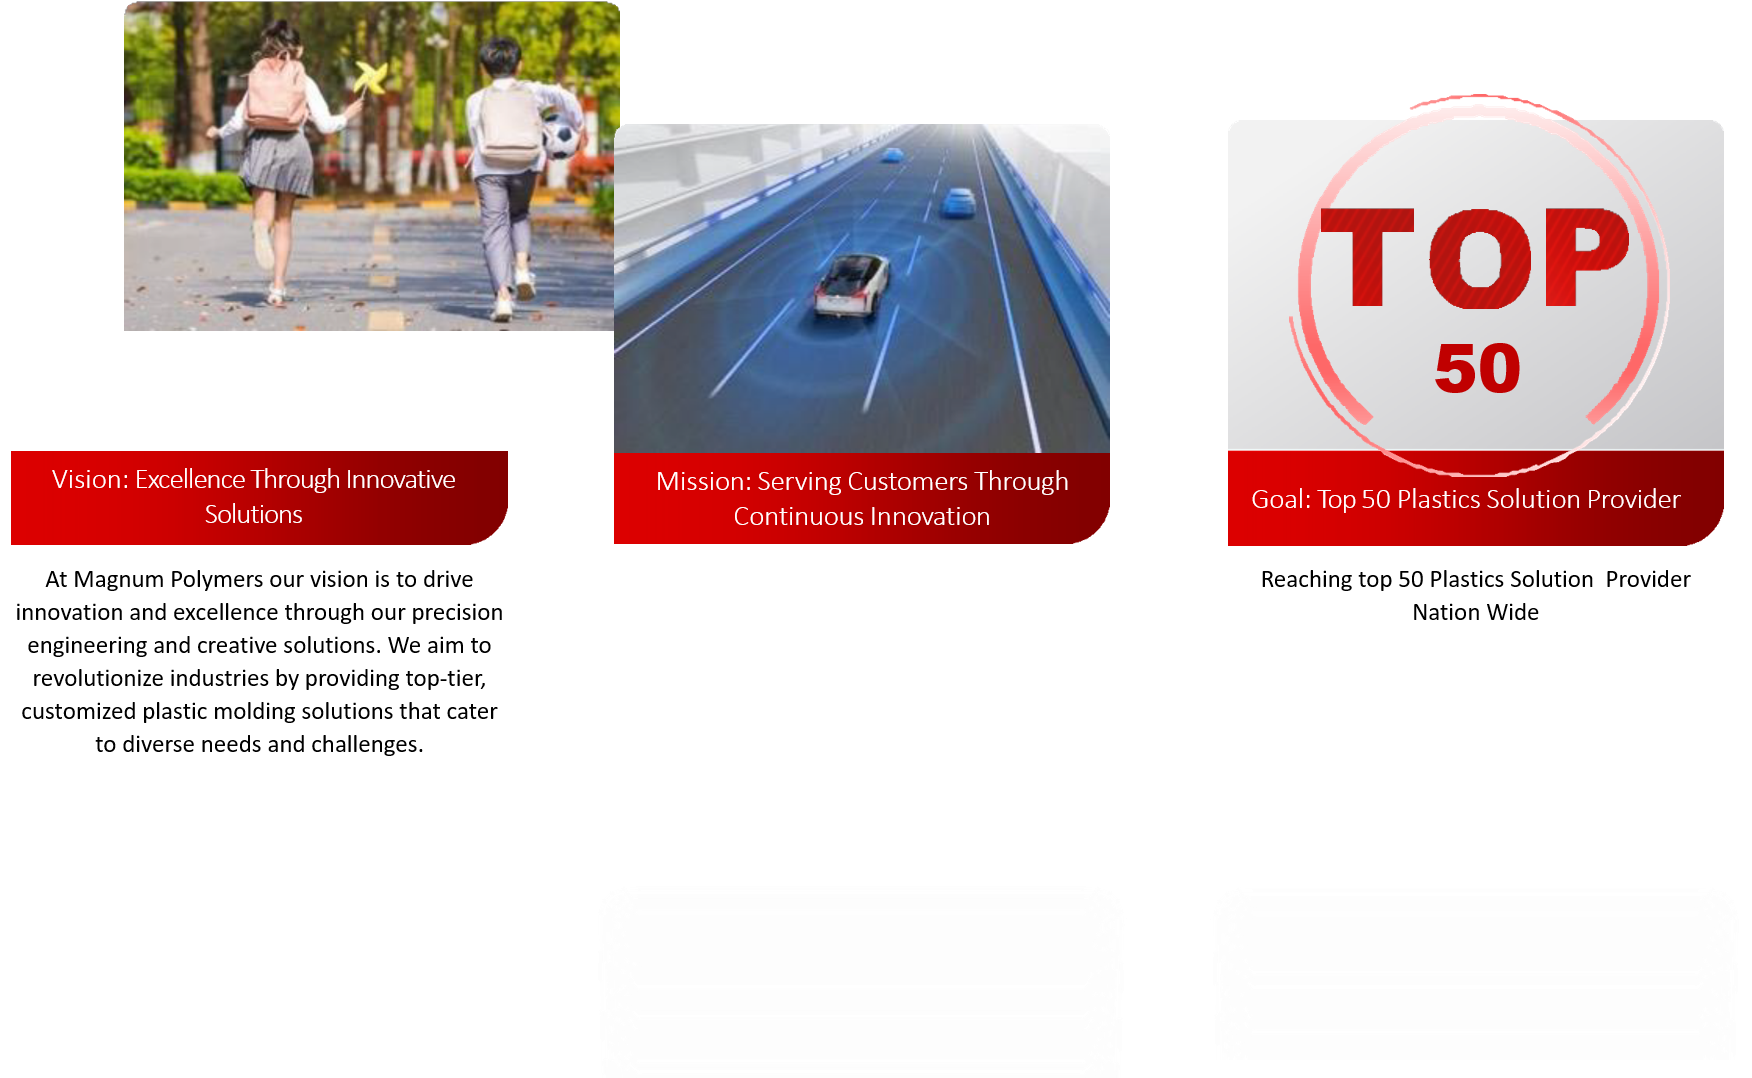 Vision: Excellence Through Innovative
Solutions
At Magnum Polymers our vision is to drive
innovation and excellence through our precision
engineering and creative solutions. We aim to
revolutionize industries by providing top-tier,
customized plastic molding solutions that cater
to diverse needs and challenges.
Mission: Serving Customers Through
Continuous Innovation
TOP
50
Goal: Top 50 Plastics Solution Provider
Reaching top 50 Plastics Solution  Provider
Nation Wide